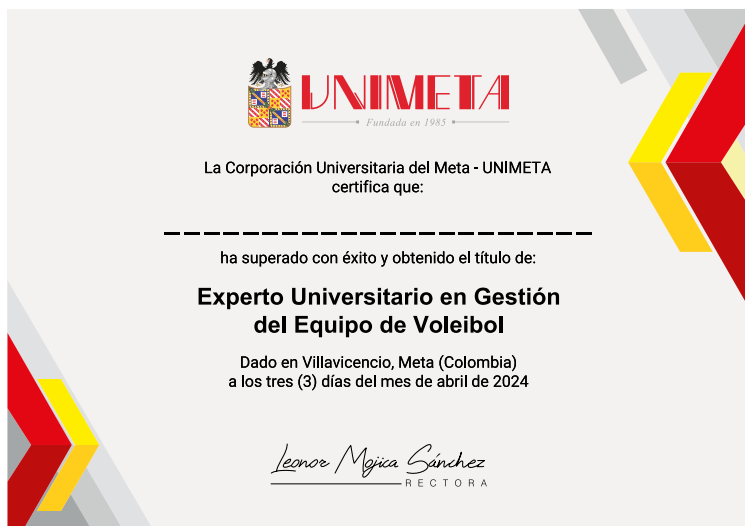 UNIMETA
Fundada en 1985
La Corporación Universitaria del Meta - UNIMETA
certifica que:
ha superado con éxito y obtenido el título de:
Experto Universitario en Gestión
del Equipo de Voleibol
Dado en Villavicencio, Meta (Colombia)
a los tres (3) días del mes de abril de 2024
Leonor Mojica Sánchez
RECTORA